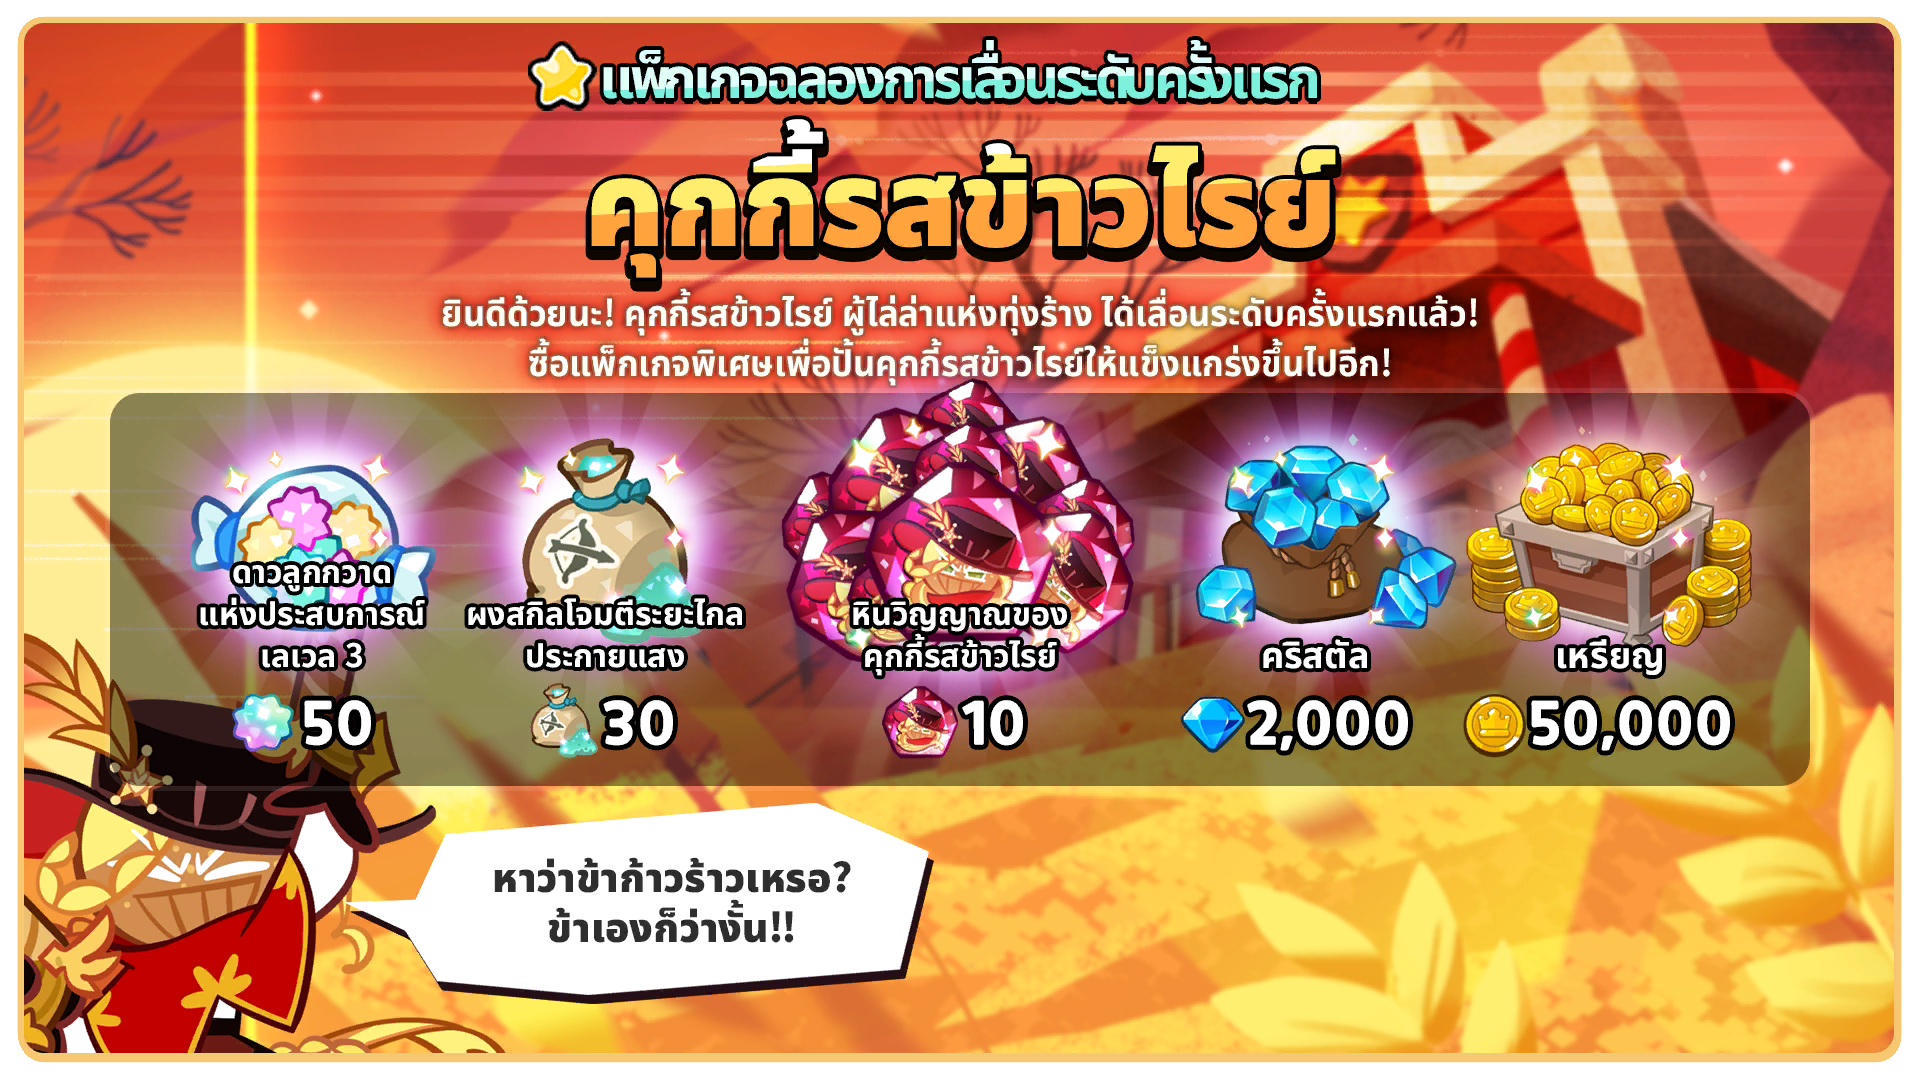 แพ็กเกจฉลองการเลื่อนระดับครั้งแรก
คุกกี้รสข้าวไรย์
ยินดีด้วยนะ! คุกกี้รสข้าวไรย์ ผู้ไล่ล่าแห่งทุ่งร้าง ได้เลื่อนระดับครั้งแรกแล้ว!
ซื้อแพ็กเกจพิเศษเพื่อปั้นคุกกี้รสข้าวไรย์ให้แข็งแกร่งขึ้นไปอีก!
ดาวลูกกวาด
แห่งประสบการณ์
เลเวล 3
50
ผงสกิลโจมตีระยะไกล
ประกายแสง
30
หินวิญญาณของ
คุกกี้รสข้าวไรย์
10
คริสตัล
2,000
เหรียญ
50,000
หาว่าข้าก้าวร้าวเหรอ?
ข้าเองก็ว่างั้น!!